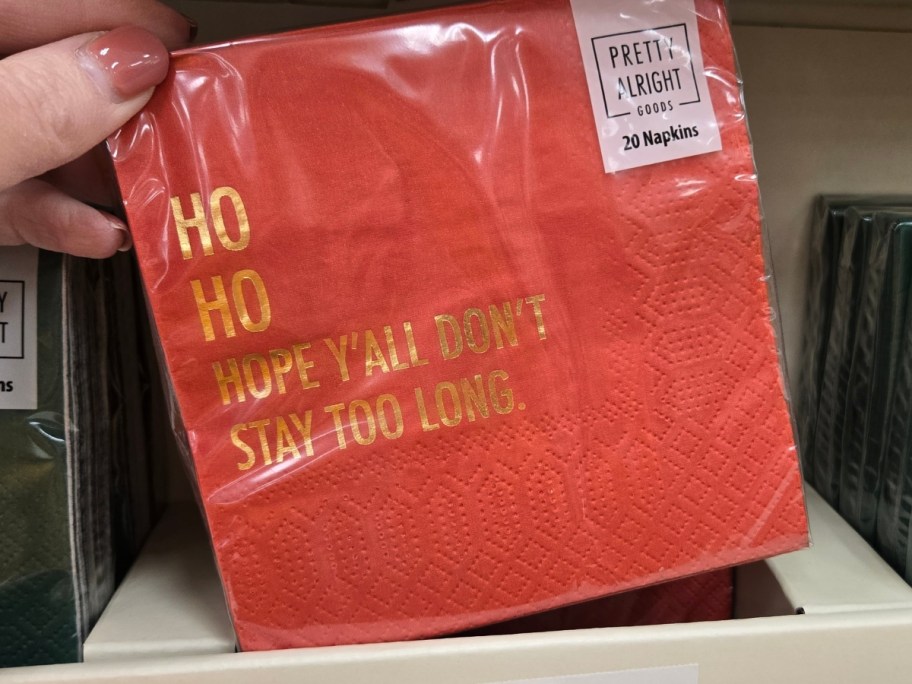 PRETTY
ALRIGHT
GOODS
20 Napkins
HO
HO
HOPE Y'ALL DON'T
STAY TOO LONG.